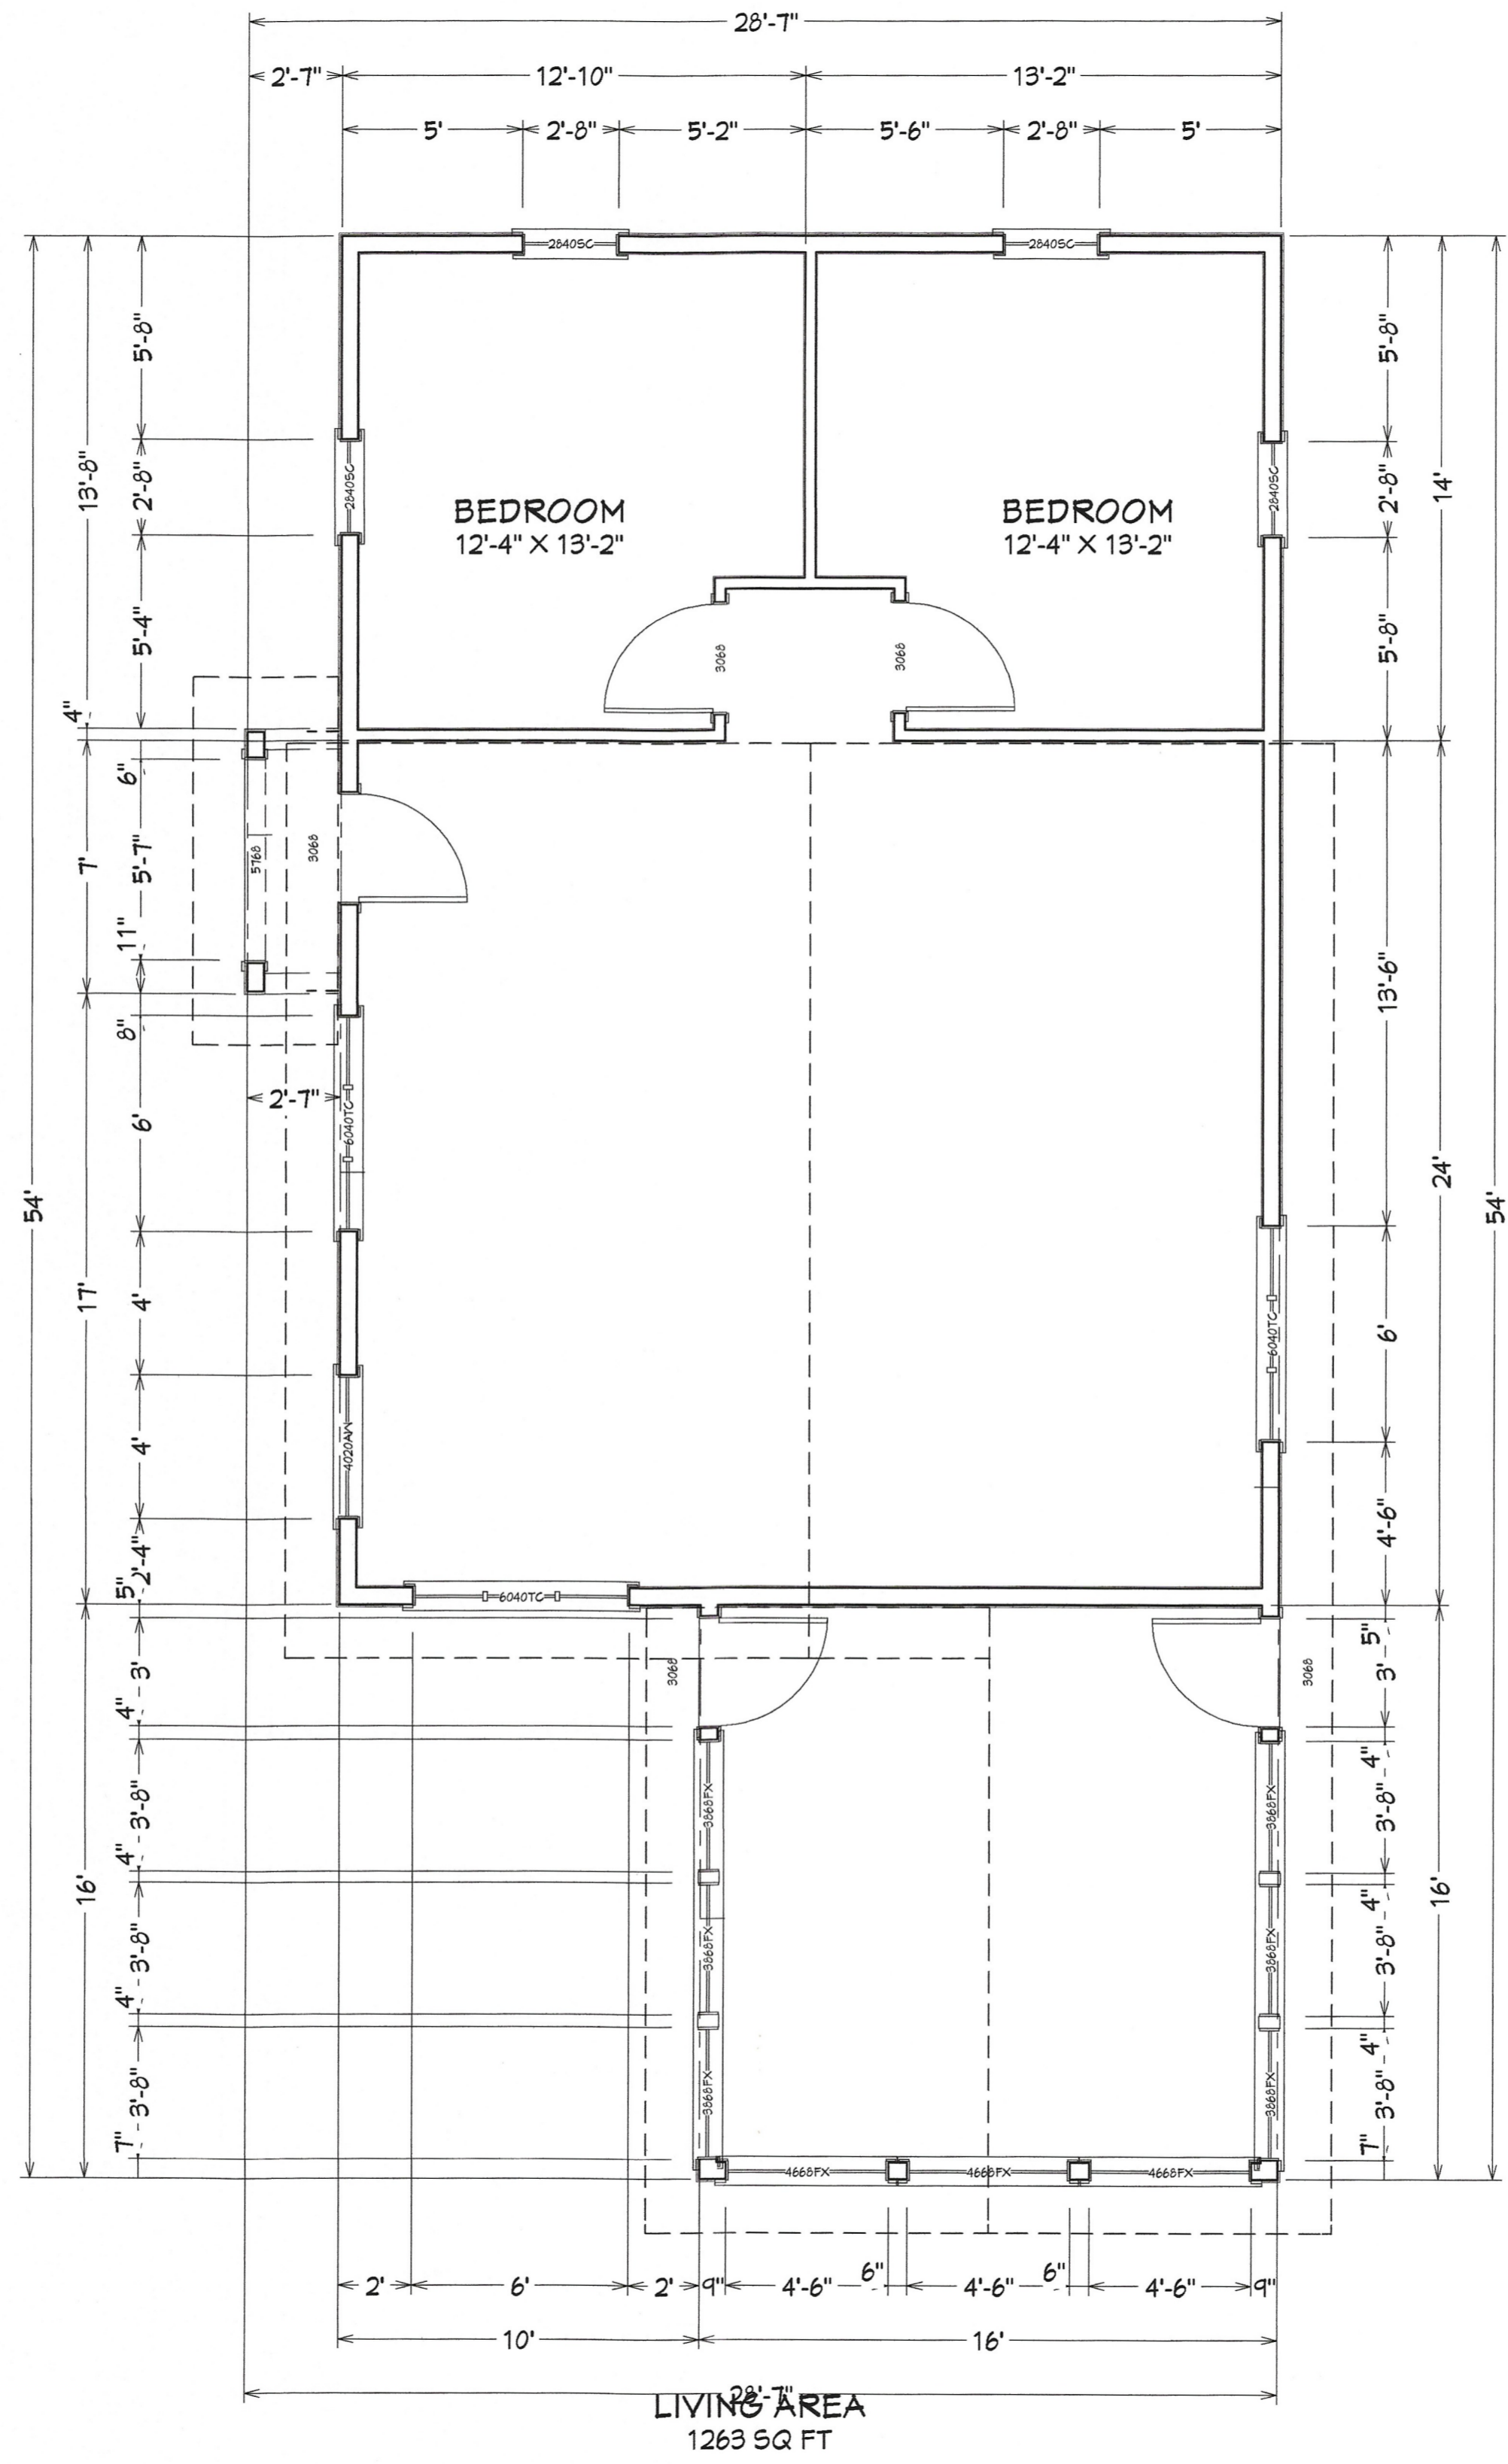 28'-7"
2'-7" 12'-10" 13'-2"
5' 2'-8" 5'-2" 5'-6" 2'-8" 5'
2840SC 2840SC
5'-8" 5'-8"
13'-8" 2'-8" 2840SC 2840SC 2'-8" 14'
BEDROOM BEDROOM
12'-4" X 13'-2" 12'-4" X 13'-2"
5'-4" 3068 3068 5'-8"
4"
6"
7' 5'-7" 5768 3068
11" 13'-6"
8"
2'-7"
6' 6040TC
54' 24' 54'
17' 4' 6040TC 6'
4' 4020AW
2'-4" 4'-6"
5" 6040TC
5"
3' 3068 3068 3'
4" 4"
3'-8" 3868FX 3868FX 3'-8"
4" 4"
16' 16'
3'-8" 3868FX 3868FX 3'-8"
4" 4"
3'-8" 3868FX 3868FX 3'-8"
7" 7"
4668FX 4668FX 4668FX
2' 6' 2' 9" 4'-6" 6" 4'-6" 6" 4'-6" 9"
10' 16'
28'-7"
LIVING AREA
1263 SQ FT